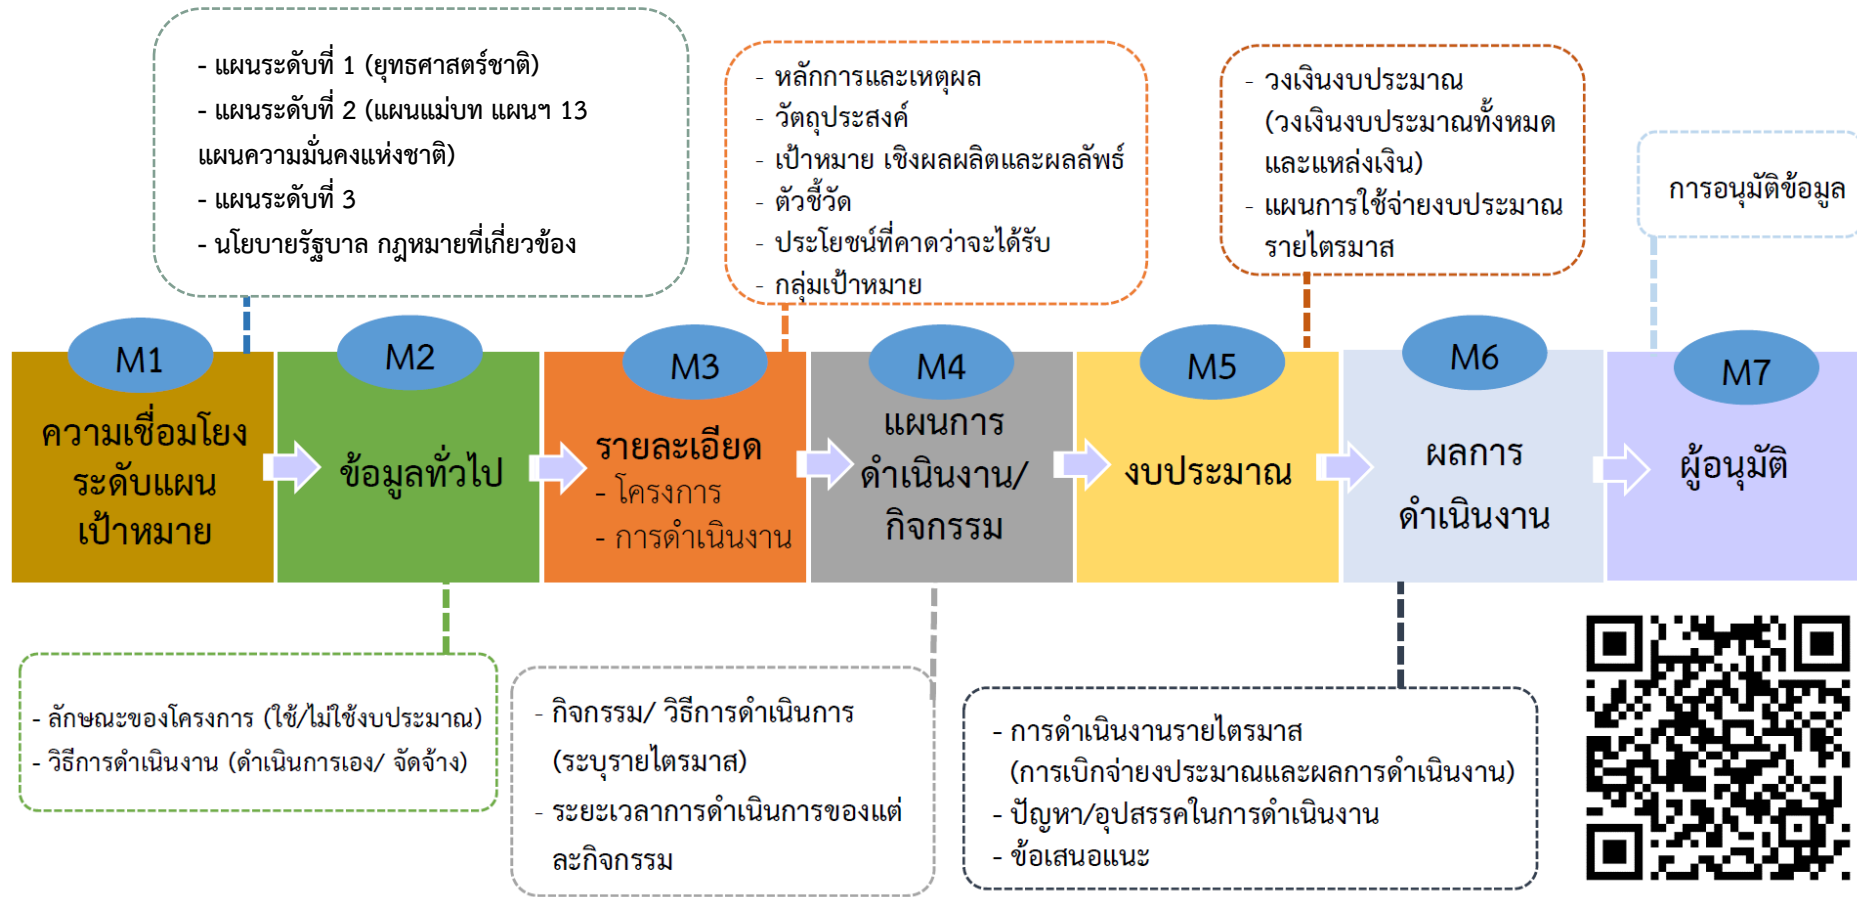 - แผนระดับที่ 1 (ยุทธศาสตร์ชาติ)
- แผนระดับที่ 2 (แผนแม่บท แผนฯ 13
แผนความมั่นคงแห่งชาติ)
- แผนระดับที่ 3
- นโยบายรัฐบาล กฎหมายที่เกี่ยวข้อง
- หลักการและเหตุผล
- วัตถุประสงค์
- เป้าหมาย เชิงผลผลิตและผลลัพธ์
- ตัวชี้วัด
- ประโยชน์ที่คาดว่าจะได้รับ
- กลุ่มเป้าหมาย
- วงเงินงบประมาณ
(วงเงินงบประมาณทั้งหมด
และแหล่งเงิน)
- แผนการใช้จ่ายงบประมาณ
รายไตรมาส
การอนุมัติข้อมูล
M1
ความเชื่อมโยง
ระดับแผน
เป้าหมาย
M2
ข้อมูลทั่วไป
M3
รายละเอียด
- โครงการ
- การดำเนินงาน
M4
แผนการ
ดำเนินงาน/
กิจกรรม
M5
งบประมาณ
M6
ผลการ
ดำเนินงาน
M7
ผู้อนุมัติ
- ลักษณะของโครงการ (ใช้/ไม่ใช้งบประมาณ)
- วิธีการดำเนินงาน (ดำเนินการเอง/ จัดจ้าง)
- กิจกรรม/ วิธีการดำเนินการ
(ระบุรายไตรมาส)
- ระยะเวลาการดำเนินการของแต่
ละกิจกรรม
- การดำเนินงานรายไตรมาส
(การเบิกจ่ายงประมาณและผลการดำเนินงาน)
- ปัญหา/อุปสรรคในการดำเนินงาน
- ข้อเสนอแนะ